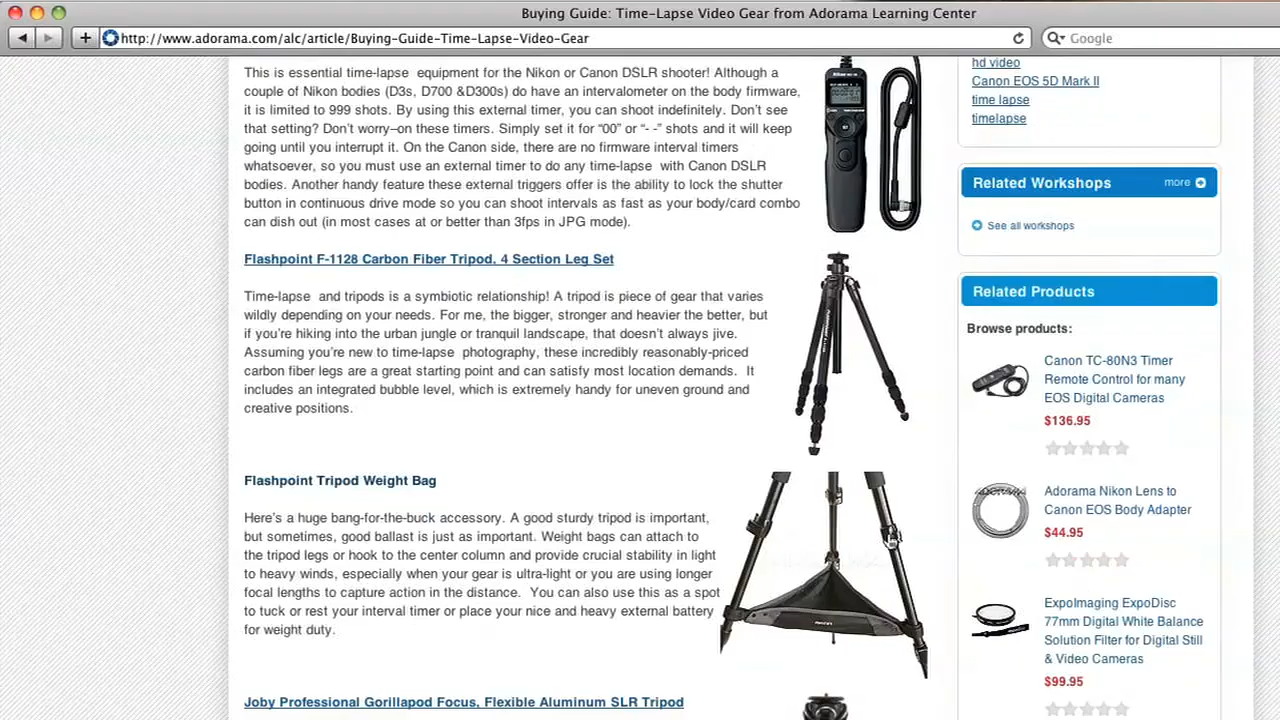 Buying Guide: Time-Lapse Video Gear from Adorama Learning Center
http://www.adorama.com/alc/article/Buying-Guide-Time-Lapse-Video-Gear
Google
This is essential time-lapse equipment for the Nikon or Canon DSLR shooter! Although a
couple of Nikon bodies (D3s, D700 &D300s) do have an intervalometer on the body firmware,
it is limited to 999 shots. By using this external timer, you can shoot indefinitely. Don't see
that setting? Don't worry–on these timers. Simply set it for “00” or “- -” shots and it will keep
going until you interrupt it. On the Canon side, there are no firmware interval timers
whatsoever, so you must use an external timer to do any time-lapse with Canon DSLR
bodies. Another handy feature these external triggers offer is the ability to lock the shutter
button in continuous drive mode so you can shoot intervals as fast as your body/card combo
can dish out (in most cases at or better than 3fps in JPG mode).
Flashpoint F-1128 Carbon Fiber Tripod, 4 Section Leg Set
Time-lapse and tripods is a symbiotic relationship! A tripod is piece of gear that varies
wildly depending on your needs. For me, the bigger, stronger and heavier the better, but
if you're hiking into the urban jungle or tranquil landscape, that doesn't always jive.
Assuming you're new to time-lapse photography, these incredibly reasonably-priced
carbon fiber legs are a great starting point and can satisfy most location demands. It
includes an integrated bubble level, which is extremely handy for uneven ground and
creative positions.
Flashpoint Tripod Weight Bag
Here's a huge bang-for-the-buck accessory. A good sturdy tripod is important,
but sometimes, good ballast is just as important. Weight bags can attach to
the tripod legs or hook to the center column and provide crucial stability in light
to heavy winds, especially when your gear is ultra-light or you are using longer
focal lengths to capture action in the distance. You can also use this as a spot
to tuck or rest your interval timer or place your nice and heavy external battery
for weight duty.
Joby Professional Gorillapod Focus, Flexible Aluminum SLR Tripod
hd video
Canon EOS 5D Mark II
time lapse
timelapse
Related Workshops
more
See all workshops
Related Products
Browse products:
Canon TC-80N3 Timer
Remote Control for many
EOS Digital Cameras
$136.95
ADORAMA
Adorama Nikon Lens to
Canon EOS Body Adapter
$44.95
ExpoImaging ExpoDisc
77mm Digital White Balance
Solution Filter for Digital Still
& Video Cameras
$99.95